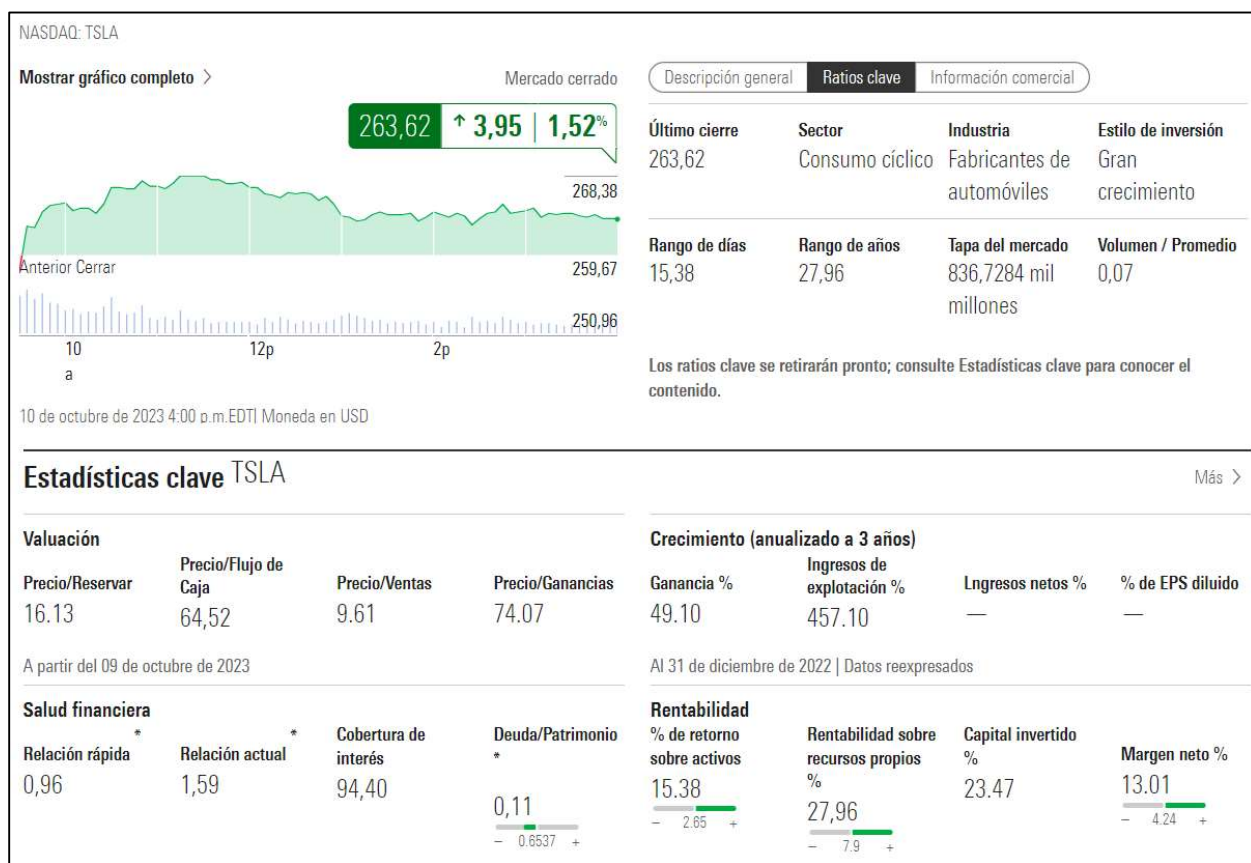 NASDAQ: TSLA
Mostrar gráfico completo >
Mercado cerrado
263,62 ↑ 3,95 | 1,52%
268,38
Anterior Cerrar
259,67
250,96
10 a
12p
2p
10 de octubre de 2023 4:00 p.m.EDT| Moneda en USD
Descripción general
Ratios clave
Información comercial
Último cierre
263,62
Sector
Consumo cíclico
Industria
Fabricantes de
automóviles
Estilo de inversión
Gran
crecimiento
Rango de días
15,38
Rango de años
27,96
Tapa del mercado
836,7284 mil
millones
Volumen / Promedio
0,07
Los ratios clave se retirarán pronto; consulte Estadísticas clave para conocer el
contenido.
Estadísticas clave TSLA
Más >
Valuación
Precio/Reservar
16.13
Precio/Flujo de
Caja
64,52
Precio/Ventas
9.61
Precio/Ganancias
74.07
A partir del 09 de octubre de 2023
Crecimiento (anualizado a 3 años)
Ganancia %
49.10
Ingresos de
explotación %
457.10
Lngresos netos %
—
% de EPS diluido
—
Al 31 de diciembre de 2022 | Datos reexpresados
Salud financiera
Relación rápida *
0,96
Relación actual *
1,59
Cobertura de
interés
94,40
Deuda/Patrimonio
*
0,11
– 0.6537 +
Rentabilidad
% de retorno
sobre activos
15.38
– 2.65 +
Rentabilidad sobre
recursos propios
%
27,96
– 7.9 +
Capital invertido
%
23.47
Margen neto %
13.01
– 4.24 +